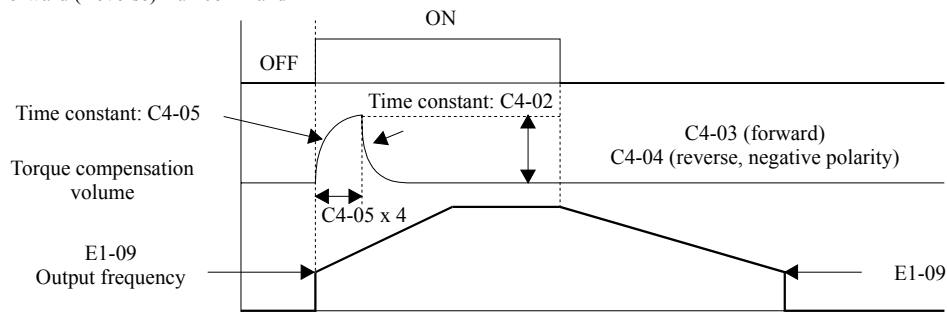 ON
OFF
Time constant: C4-05
Time constant: C4-02
C4-03 (forward)
C4-04 (reverse, negative polarity)
Torque compensation
volume
C4-05 x 4
E1-09
Output frequency
E1-09